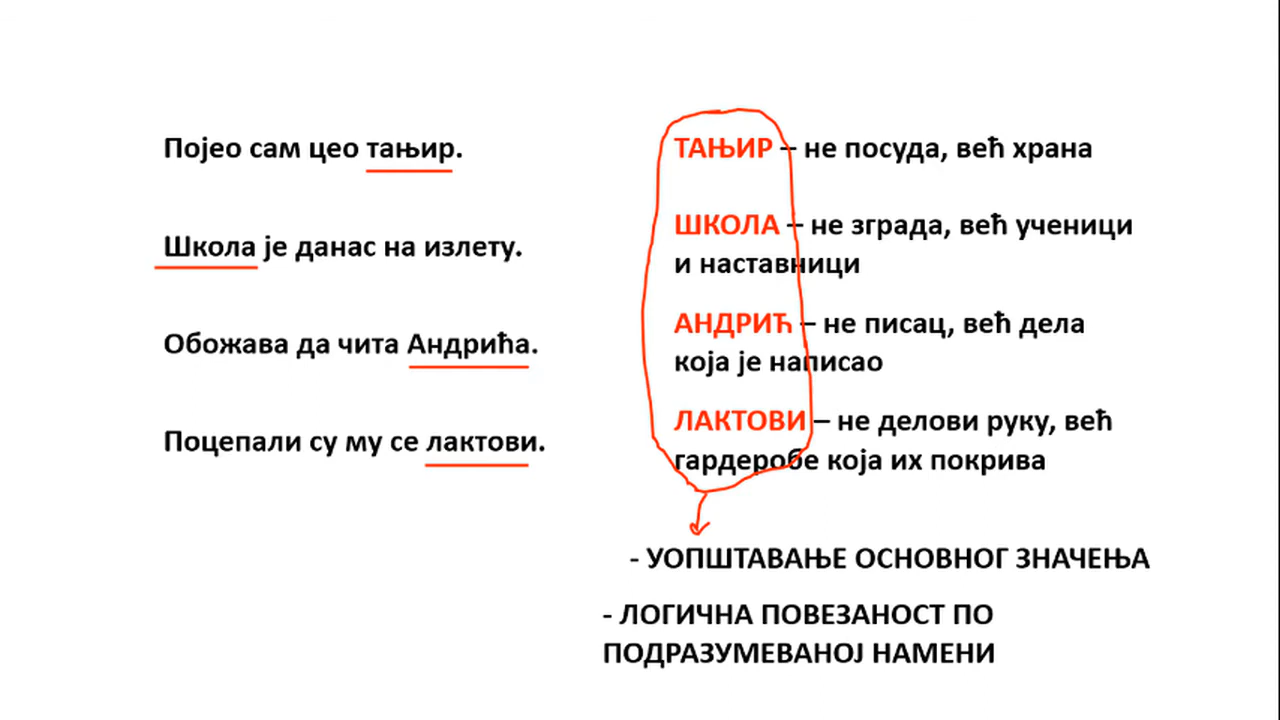 Појео сам цео тањир.
Школа је данас на излету.
Обожава да чита Андрића.
Поцепали су му се лактови.
ТАЊИР – не посуда, већ храна
ШКОЛА – не зграда, већ ученици
и наставници
АНДРИЋ – не писац, већ дела
која је написао
ЛАКТОВИ – не делови руку, већ
гардеробе која их покрива
- УОПШТАВАЊЕ ОСНОВНОГ ЗНАЧЕЊА
- ЛОГИЧНА ПОВЕЗАНОСТ ПО
ПОДРАЗУМЕВАНОЈ НАМЕНИ